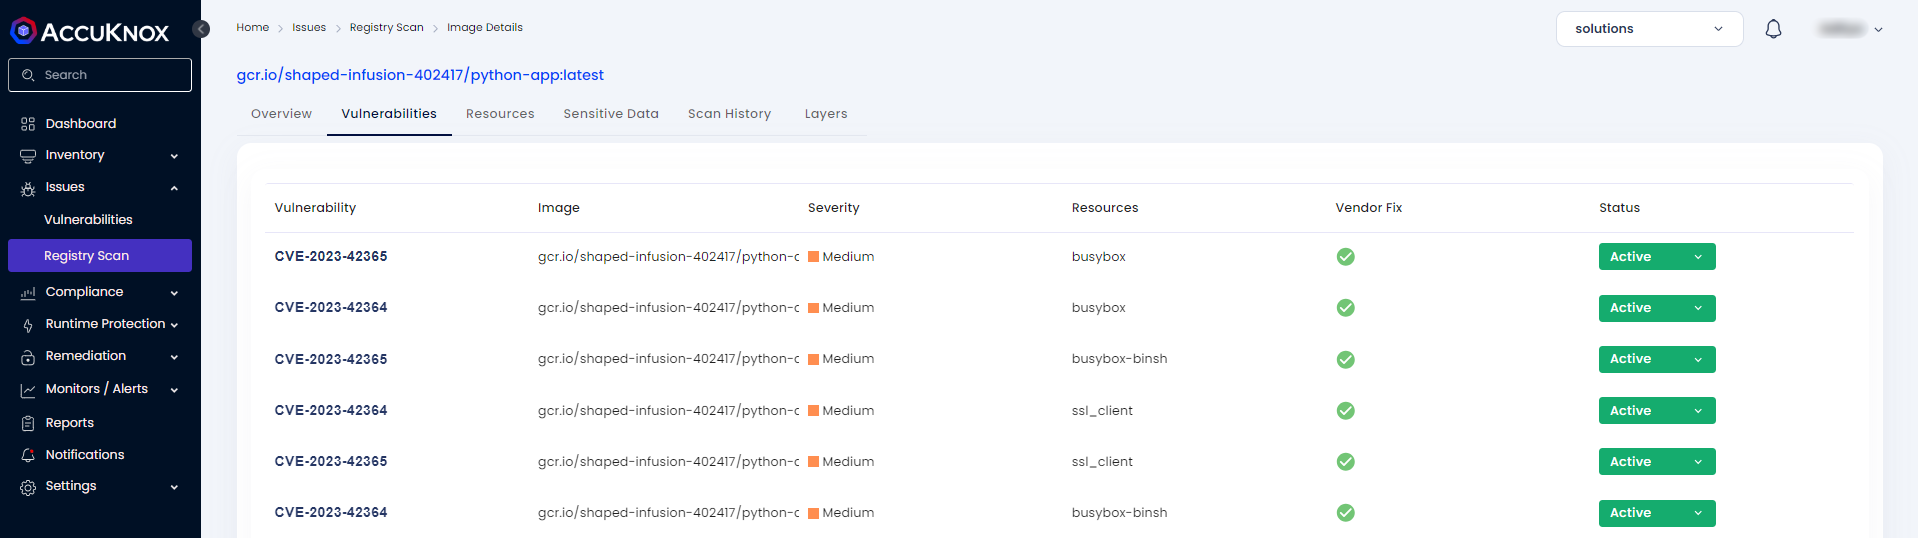 ACCUKNOX
Search
Dashboard
Inventory
Issues
Vulnerabilities
Registry Scan
Compliance
Runtime Protection
Remediation
Monitors / Alerts
Reports
Notifications
Settings
Home > Issues > Registry Scan > Image Details
solutions
gcr.io/shaped-infusion-402417/python-app:latest
Overview Vulnerabilities Resources Sensitive Data Scan History Layers
Vulnerability Image Severity Resources Vendor Fix Status
CVE-2023-42365 gcr.io/shaped-infusion-402417/python- Medium busybox Active
CVE-2023-42364 gcr.io/shaped-infusion-402417/python- Medium busybox Active
CVE-2023-42365 gcr.io/shaped-infusion-402417/python- Medium busybox-binsh Active
CVE-2023-42364 gcr.io/shaped-infusion-402417/python- Medium ssl_client Active
CVE-2023-42365 gcr.io/shaped-infusion-402417/python- Medium ssl_client Active
CVE-2023-42364 gcr.io/shaped-infusion-402417/python- Medium busybox-binsh Active